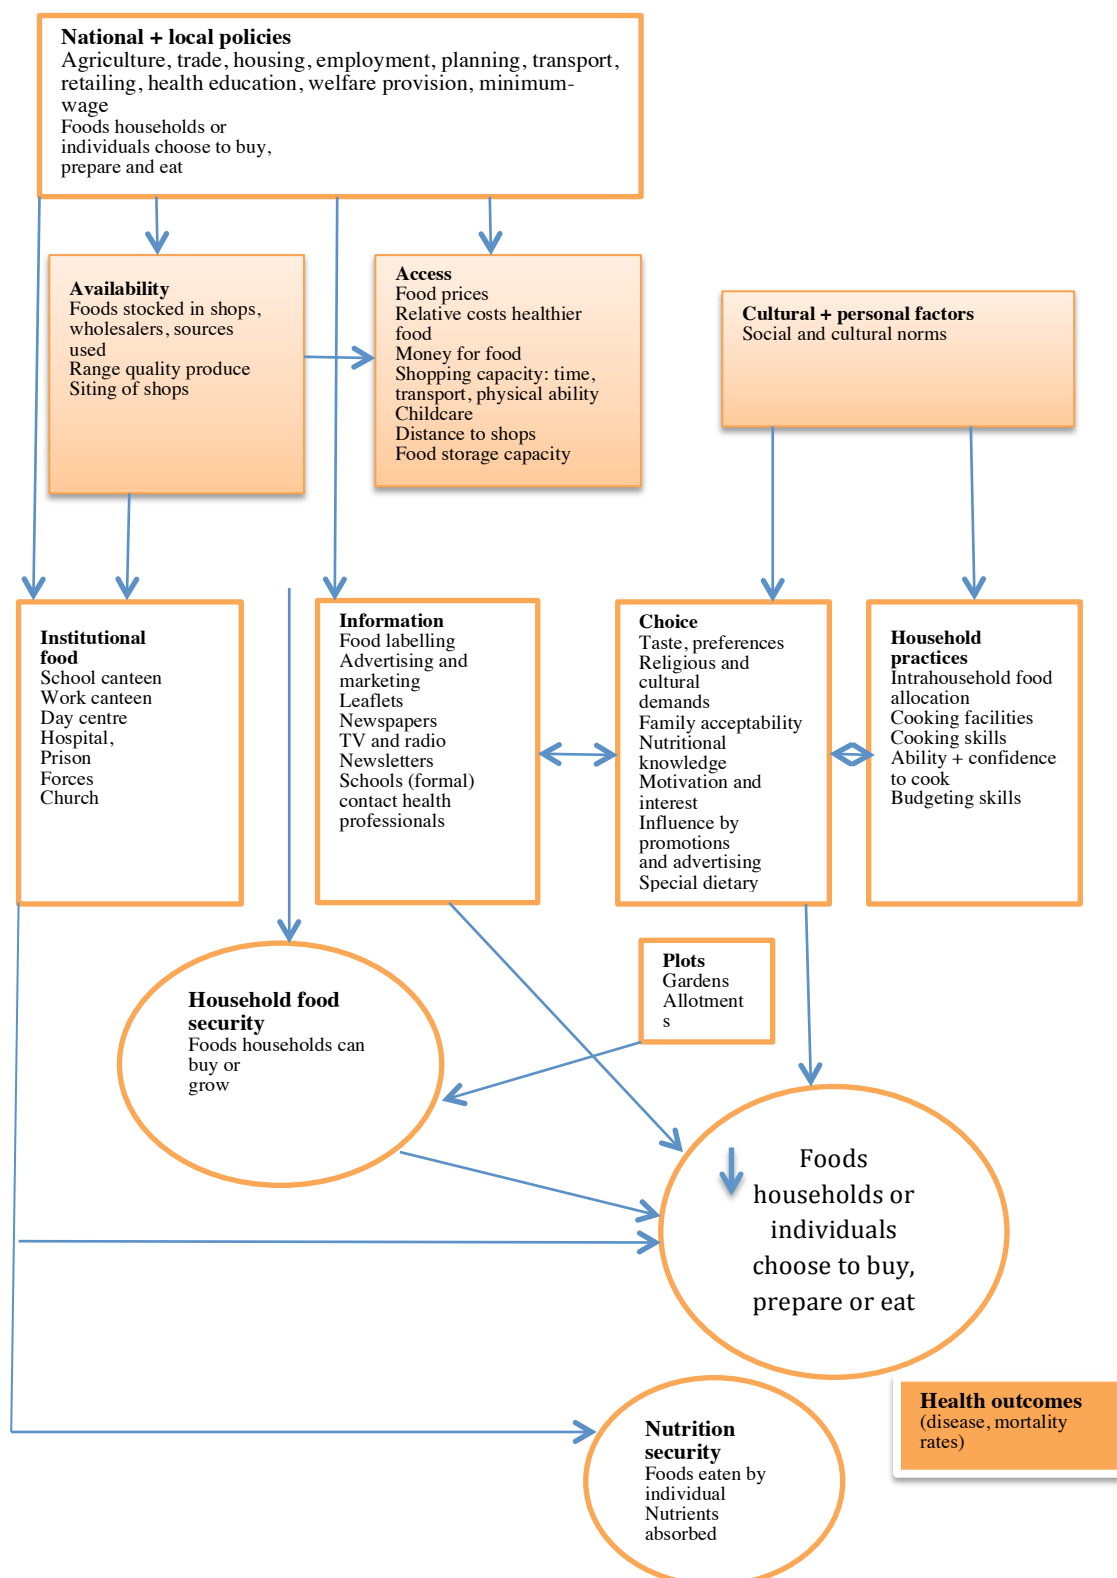 National + local policies
Agriculture, trade, housing, employment, planning, transport,
retailing, health education, welfare provision, minimum-
wage
Foods households or
individuals choose to buy,
prepare and eat
Availability
Foods stocked in shops,
wholesalers, sources
used
Range quality produce
Siting of shops
Access
Food prices
Relative costs healthier
food
Money for food
Shopping capacity: time,
transport, physical ability
Childcare
Distance to shops
Food storage capacity
Cultural + personal factors
Social and cultural norms
Institutional
food
School canteen
Work canteen
Day centre
Hospital,
Prison
Forces
Church
Information
Food labelling
Advertising and
marketing
Leaflets
Newspapers
TV and radio
Newsletters
Schools (formal)
contact health
professionals
Choice
Taste, preferences
Religious and
cultural
demands
Family acceptability
Nutritional
knowledge
Motivation and
interest
Influence by
promotions
and advertising
Special dietary
Household
practices
Intrahousehold food
allocation
Cooking facilities
Cooking skills
Ability + confidence
to cook
Budgeting skills
Plots
Gardens
Allotment
s
Household food
security
Foods households can
buy or
grow
Foods
households or
individuals
choose to buy,
prepare or eat
Health outcomes
(disease, mortality
rates)
Nutrition
security
Foods eaten by
individual
Nutrients
absorbed